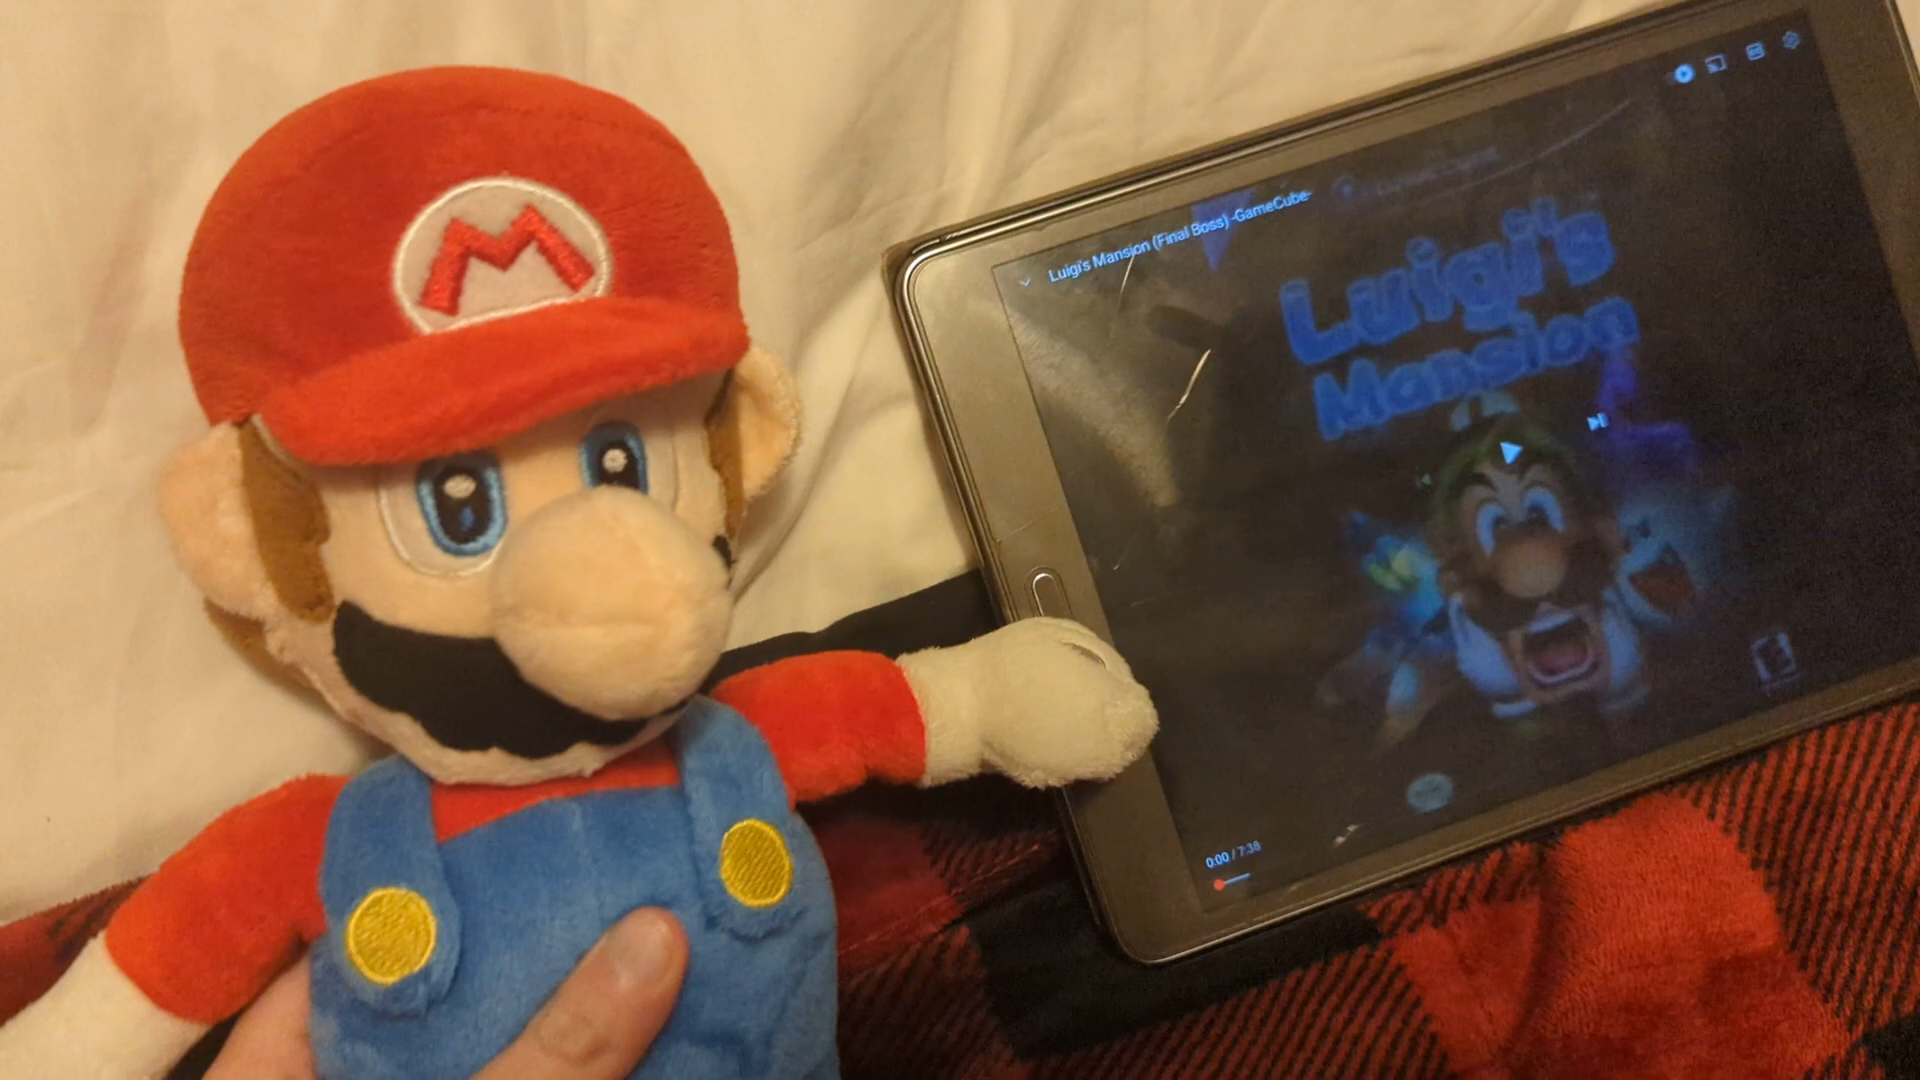 M
Luigi's Mansion (Final Boss) -GameCube-
Luigi's
Mansion
0:00 / 7:38